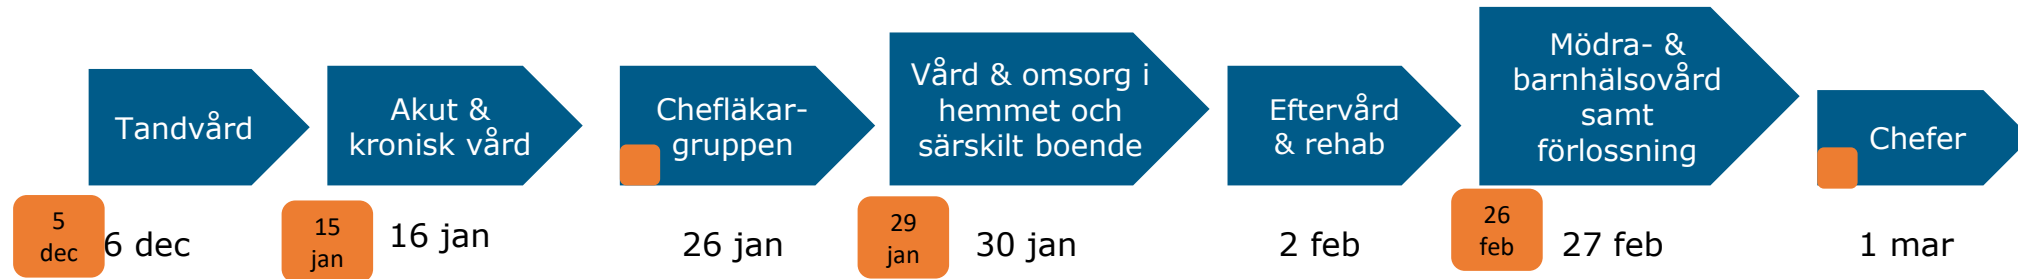 Tandvård
Akut &
kronisk vård
Chefläkar-
gruppen
Vård & omsorg i
hemmet och
särskilt boende
Eftervård
& rehab
Mödra- &
barnhälsovård
samt
förlossning
Chefer
5
dec
6 dec
15
jan
16 jan
26 jan
29
jan
30 jan
2 feb
26
feb
27 feb
1 mar